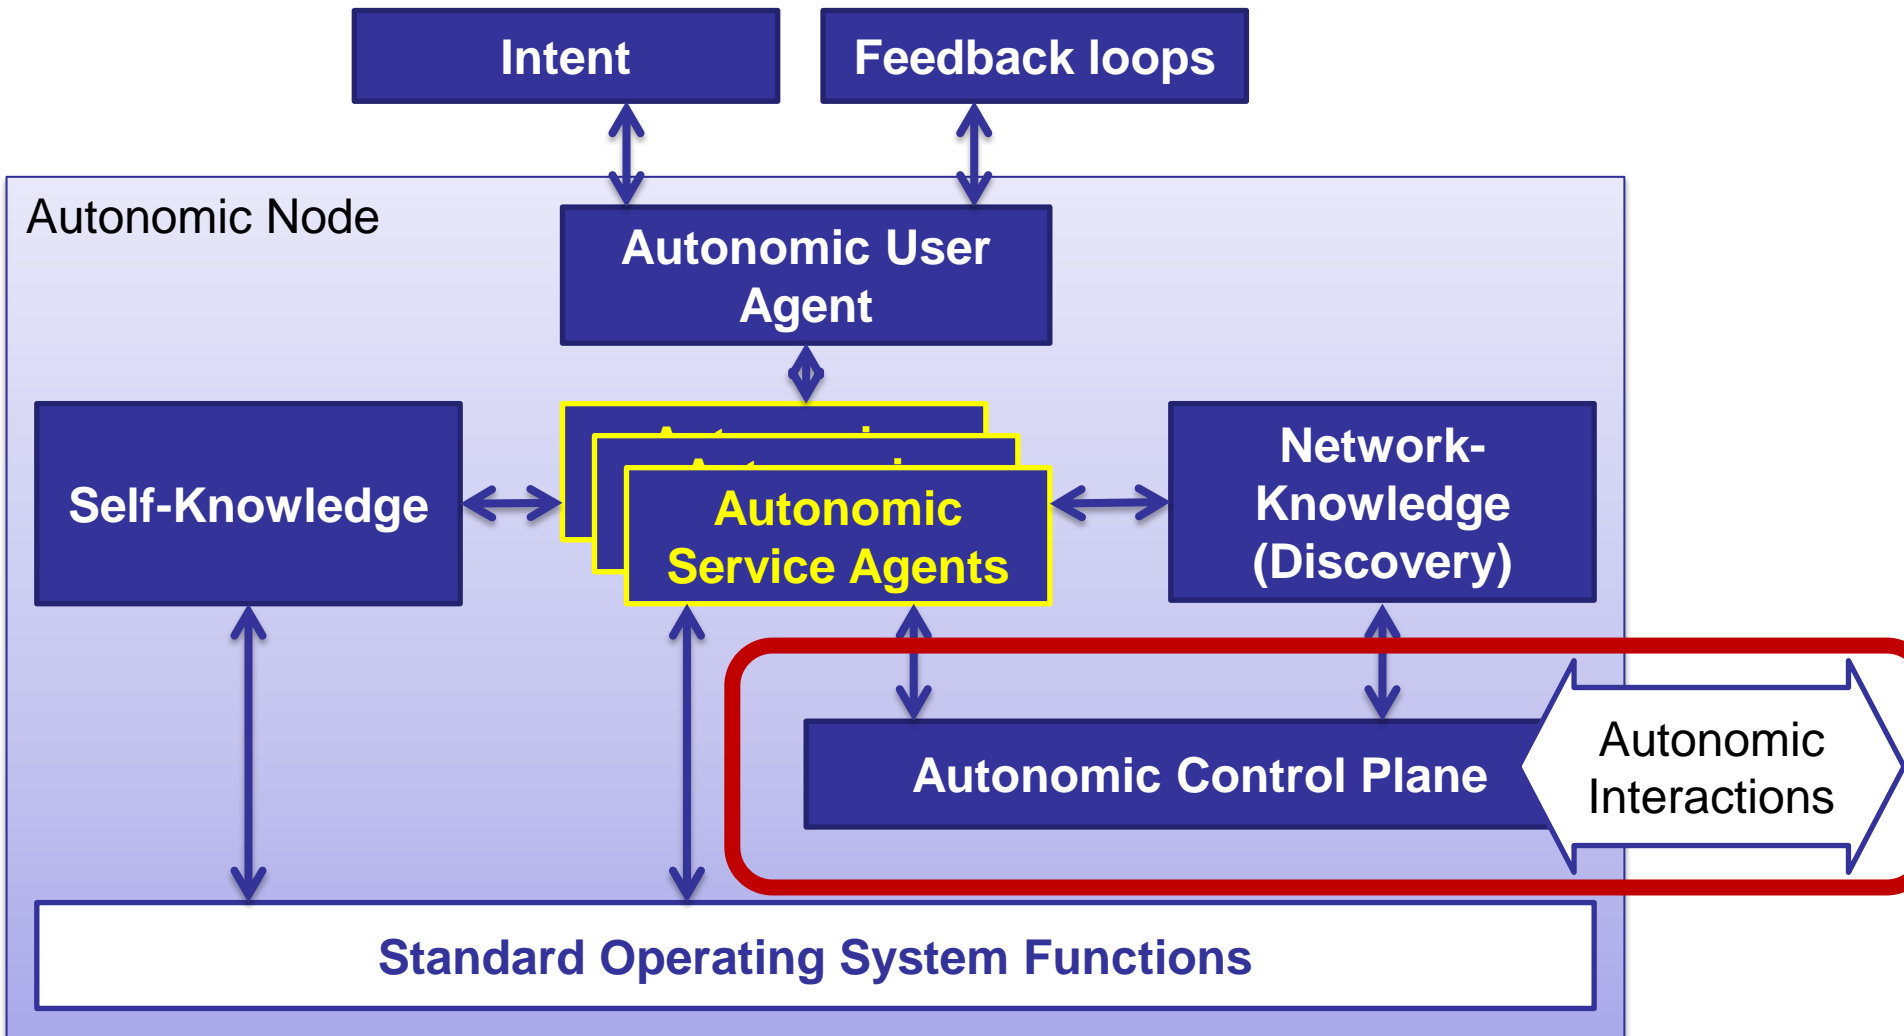 Intent
Feedback loops
Autonomic Node
Autonomic User
Agent
Self-Knowledge
Autonomic
Service Agents
Network-
Knowledge
(Discovery)
Autonomic Control Plane
Autonomic
Interactions
Standard Operating System Functions